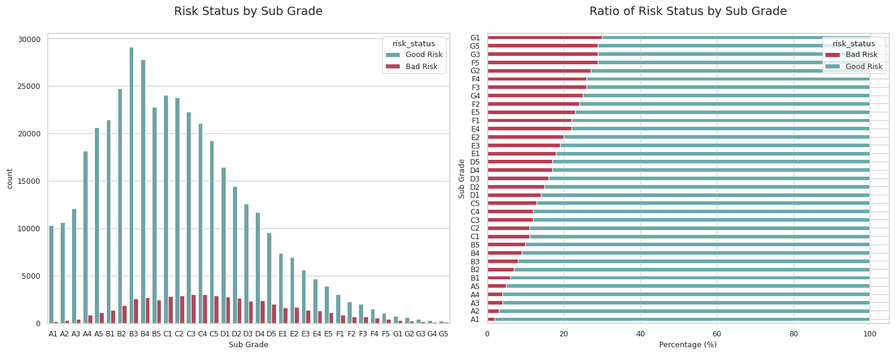 Risk Status by Sub Grade
risk_status
Good Risk
Bad Risk
30000
25000
20000
15000
10000
5000
0
count
A1 A2 A3 A4 A5 B1 B2 B3 B4 B5 C1 C2 C3 C4 C5 D1 D2 D3 D4 D5 E1 E2 E3 E4 E5 F1 F2 F3 F4 F5 G1 G4 G2 G3 G5
Sub Grade
Ratio of Risk Status by Sub Grade
risk_status
Bad Risk
Good Risk
G1
G5
G3
F5
G2
F4
F3
G4
F2
E5
F1
E4
E2
E3
E1
D5
D4
D3
D2
D1
C5
C4
C3
C2
C1
B5
B4
B3
B2
B1
A5
A4
A3
A2
A1
Sub Grade
0 20 40 60 80 100
Percentage (%)